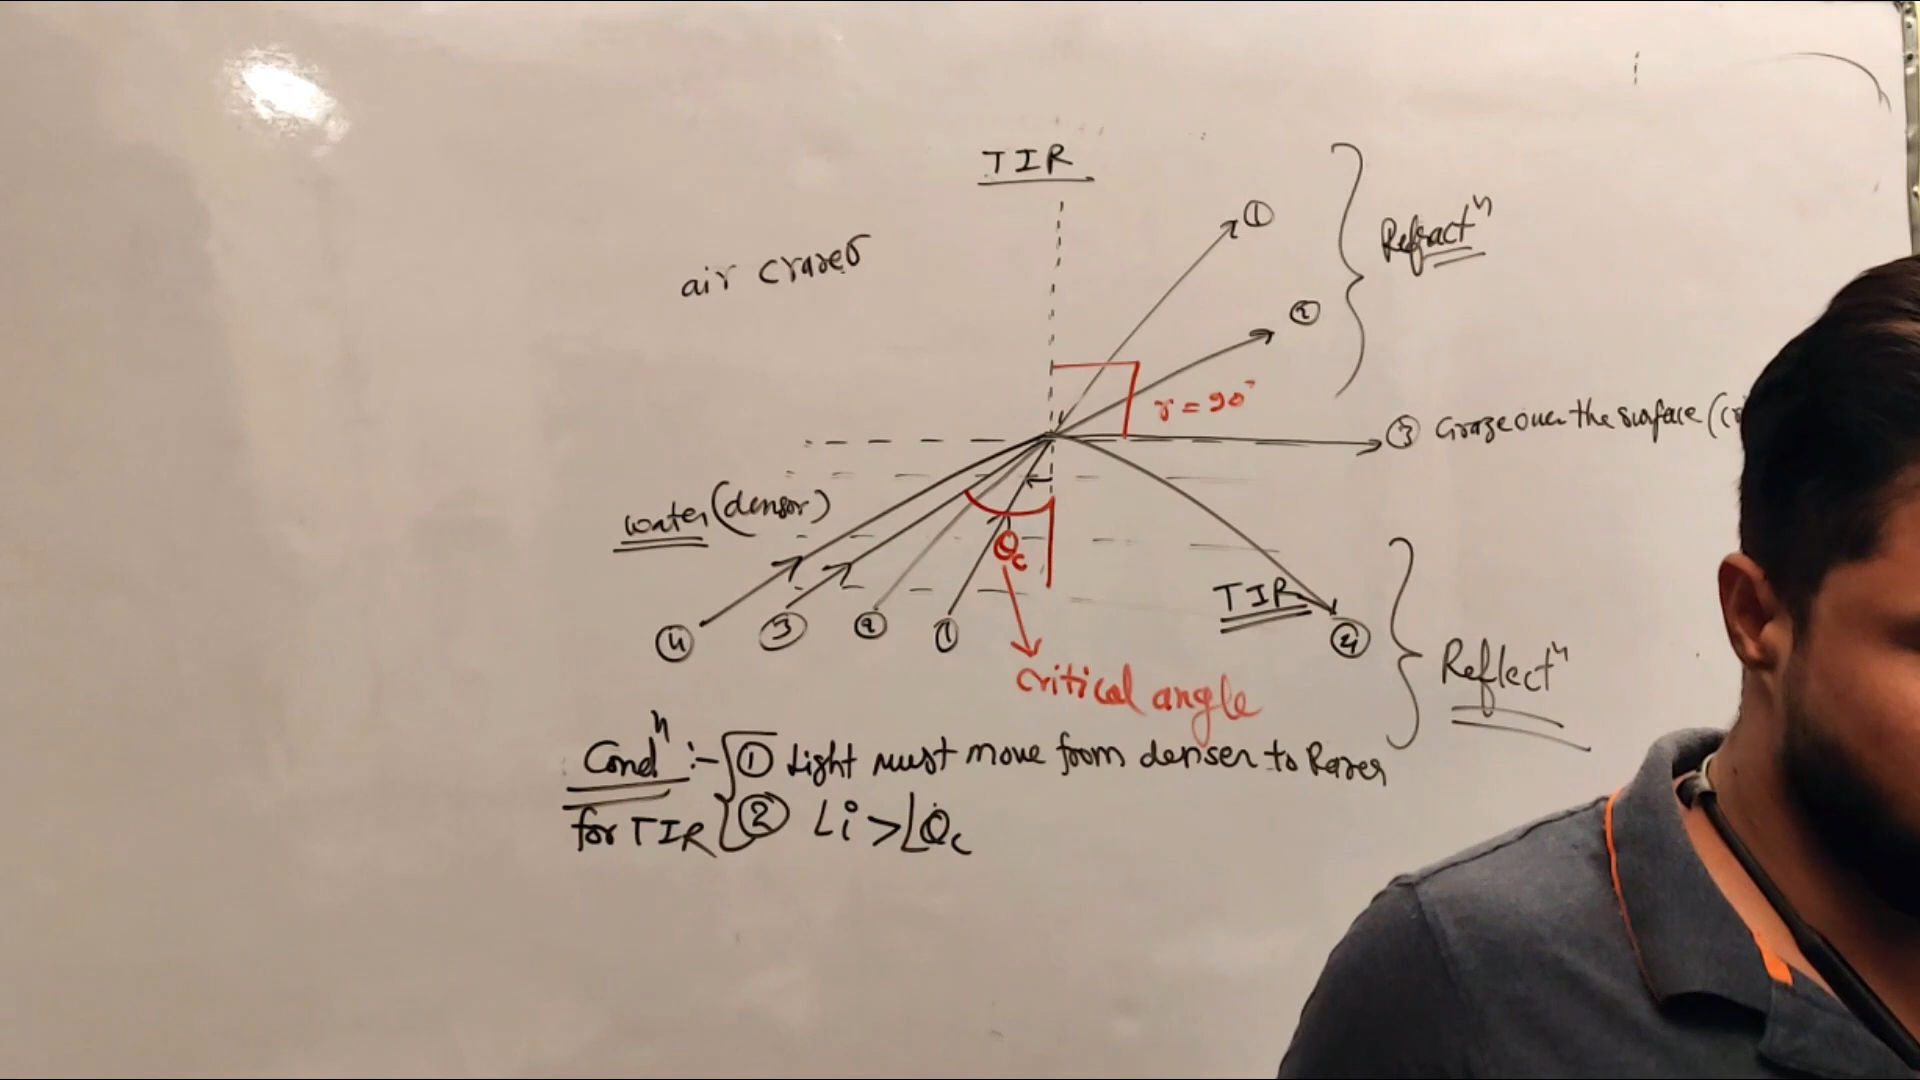 TIR
①
Refractⁿ
air (rarer)
②
r = 90°
③ Graze over the surface (
water (denser)
θc
TIR
④ ③ ② ① ④
Reflectⁿ
critical angle
Condⁿ :- ① Light must move from denser to Rarer
for TIR ② ∠i > ∠θc